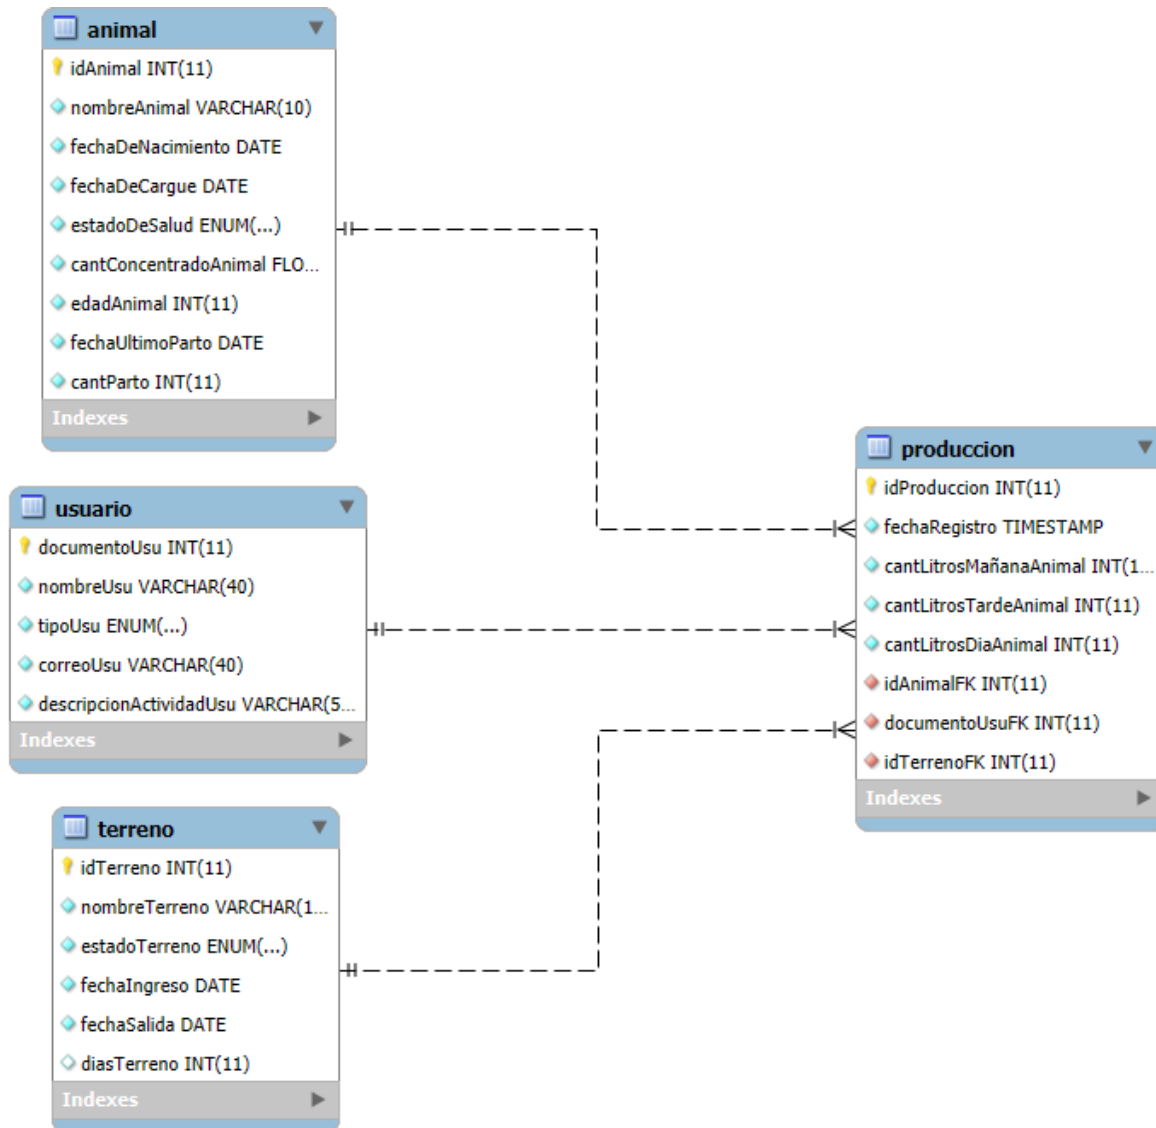 animal
idAnimal INT(11)
nombreAnimal VARCHAR(10)
fechaDeNacimiento DATE
fechaDeCargue DATE
estadoDeSalud ENUM(...)
cantConcentradoAnimal FLO...
edadAnimal INT(11)
fechaUltimoParto DATE
cantParto INT(11)
Indexes
usuario
documentoUsu INT(11)
nombreUsu VARCHAR(40)
tipoUsu ENUM(...)
correoUsu VARCHAR(40)
descripcionActividadUsu VARCHAR(5...
Indexes
terreno
idTerreno INT(11)
nombreTerreno VARCHAR(1...
estadoTerreno ENUM(...)
fechaIngreso DATE
fechaSalida DATE
diasTerreno INT(11)
Indexes
produccion
idProduccion INT(11)
fechaRegistro TIMESTAMP
cantLitrosMañanaAnimal INT(1...
cantLitrosTardeAnimal INT(11)
cantLitrosDiaAnimal INT(11)
idAnimalFK INT(11)
documentoUsuFK INT(11)
idTerrenoFK INT(11)
Indexes